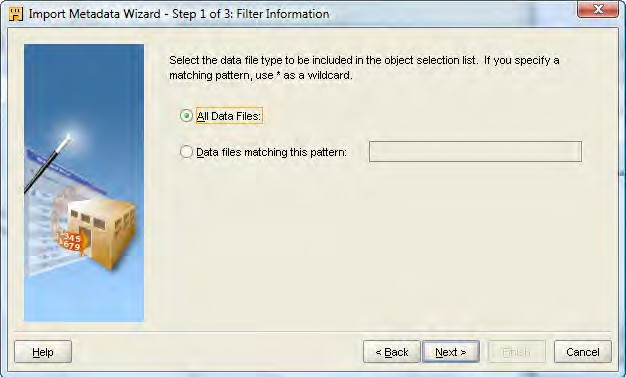 Import Metadata Wizard - Step 1 of 3: Filter Information
Select the data file type to be included in the object selection list. If you specify a
matching pattern, use * as a wildcard.
All Data Files:
Data files matching this pattern:
345
679
Help
< Back
Next >
Finish
Cancel